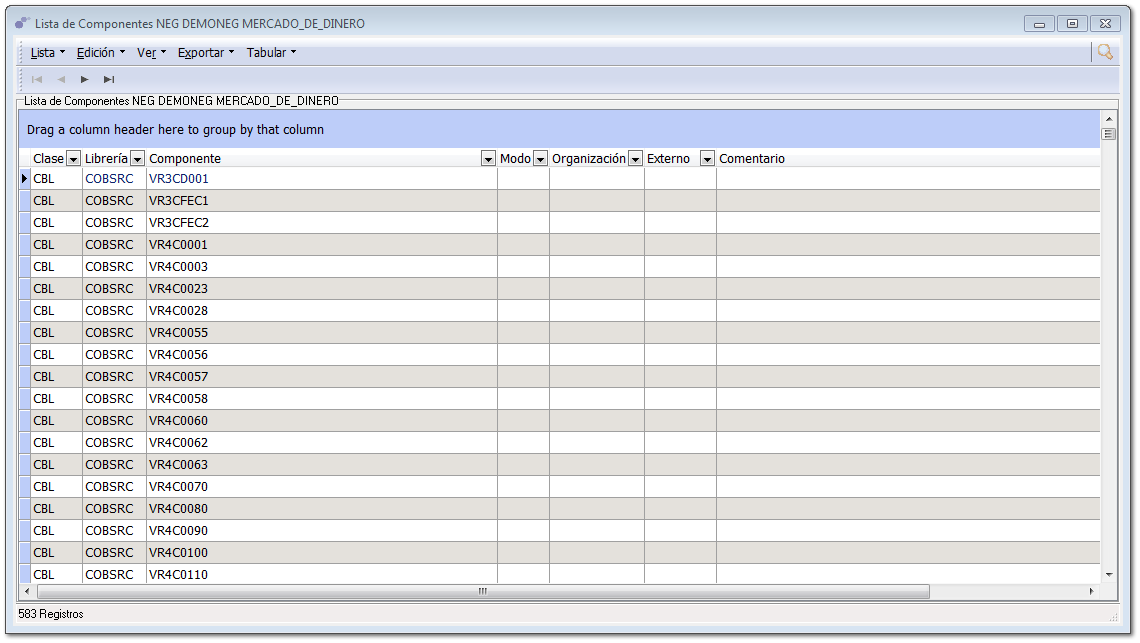 Lista de Componentes NEG DEMONEG MERCADO_DE_DINERO
Lista Edición Ver Exportar Tabular
Lista de Componentes NEG DEMONEG MERCADO_DE_DINERO
Drag a column header here to group by that column
Clase Librería Componente Modo Organización Externo Comentario
CBL COBSRC VR3CD001
CBL COBSRC VR3CFEC1
CBL COBSRC VR3CFEC2
CBL COBSRC VR4C0001
CBL COBSRC VR4C0003
CBL COBSRC VR4C0023
CBL COBSRC VR4C0028
CBL COBSRC VR4C0055
CBL COBSRC VR4C0056
CBL COBSRC VR4C0057
CBL COBSRC VR4C0058
CBL COBSRC VR4C0060
CBL COBSRC VR4C0062
CBL COBSRC VR4C0063
CBL COBSRC VR4C0070
CBL COBSRC VR4C0080
CBL COBSRC VR4C0090
CBL COBSRC VR4C0100
CBL COBSRC VR4C0110
583 Registros